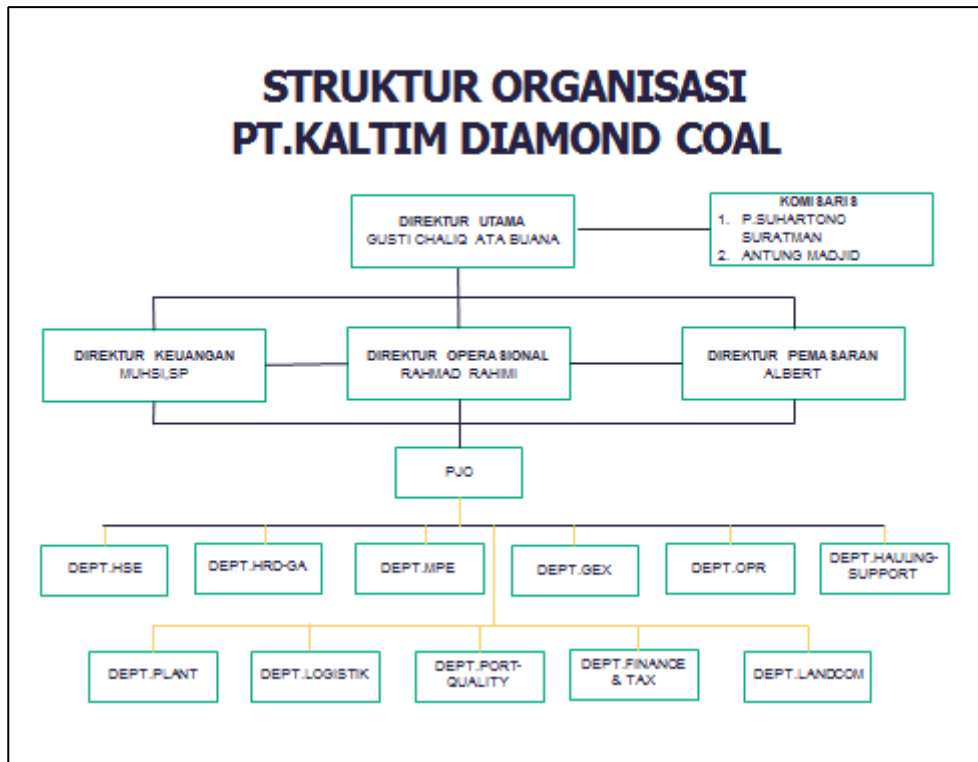 STRUKTUR ORGANISASI
PT.KALTIM DIAMOND COAL
DIREKTUR UTAMA
GUSTI CHALIQ ATA BUANA
KOMISARIS
1. P.SUHARTONO
SURATMAN
2. ANTUNG MADJID
DIREKTUR KEUANGAN
MUHSI,SP
DIREKTUR OPERASIONAL
RAHMAD RAHIMI
DIREKTUR PEMASARAN
ALBERT
PJO
DEPT.HSE
DEPT.HRD-GA
DEPT.MPE
DEPT.GEX
DEPT.OPR
DEPT.HAULING-
SUPPORT
DEPT.PLANT
DEPT.LOGISTIK
DEPT.PORT-
QUALITY
DEPT.FINANCE
& TAX
DEPT.LANDCOM